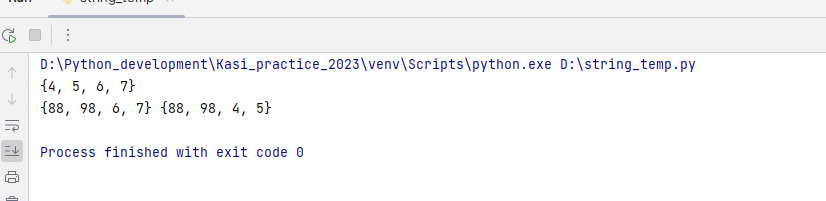 string_temp
D:\Python_development\Kasi_practice_2023\venv\Scripts\python.exe D:\string_temp.py
{4, 5, 6, 7}
{88, 98, 6, 7} {88, 98, 4, 5}
Process finished with exit code 0